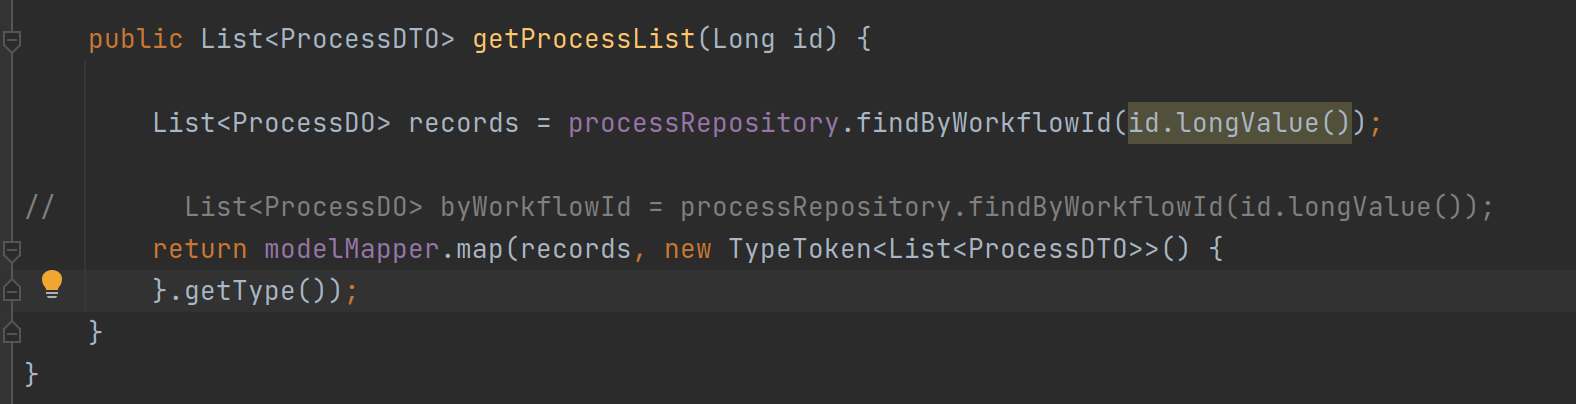 public List<ProcessDTO> getProcessList(Long id) {
List<ProcessDO> records = processRepository.findByWorkflowId(id.longValue());
//        List<ProcessDO> byWorkflowId = processRepository.findByWorkflowId(id.longValue());
return modelMapper.map(records, new TypeToken<List<ProcessDTO>>() {
}.getType());
}
}